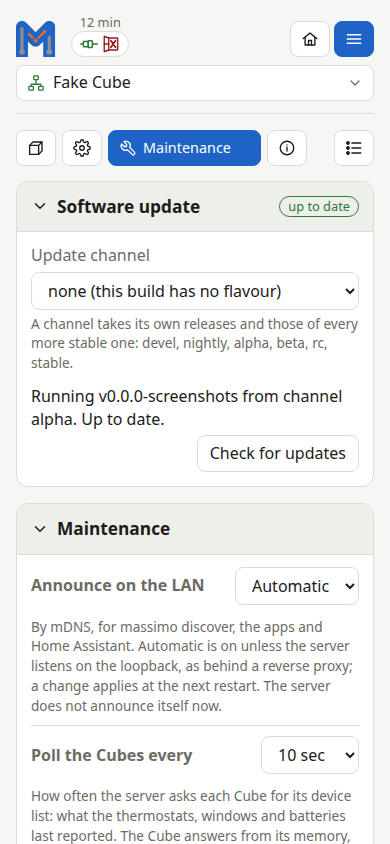 12 min
Fake Cube
Maintenance
Software update
up to date
Update channel
none (this build has no flavour)
A channel takes its own releases and those of every
more stable one: devel, nightly, alpha, beta, rc,
stable.
Running v0.0.0-screenshots from channel
alpha. Up to date.
Check for updates
Maintenance
Announce on the LAN
Automatic
By mDNS, for massimo discover, the apps and
Home Assistant. Automatic is on unless the server
listens on the loopback, as behind a reverse proxy;
a change applies at the next restart. The server
does not announce itself now.
Poll the Cubes every
10 sec
How often the server asks each Cube for its device
list: what the thermostats, windows and batteries
last reported. The Cube answers from its memory,